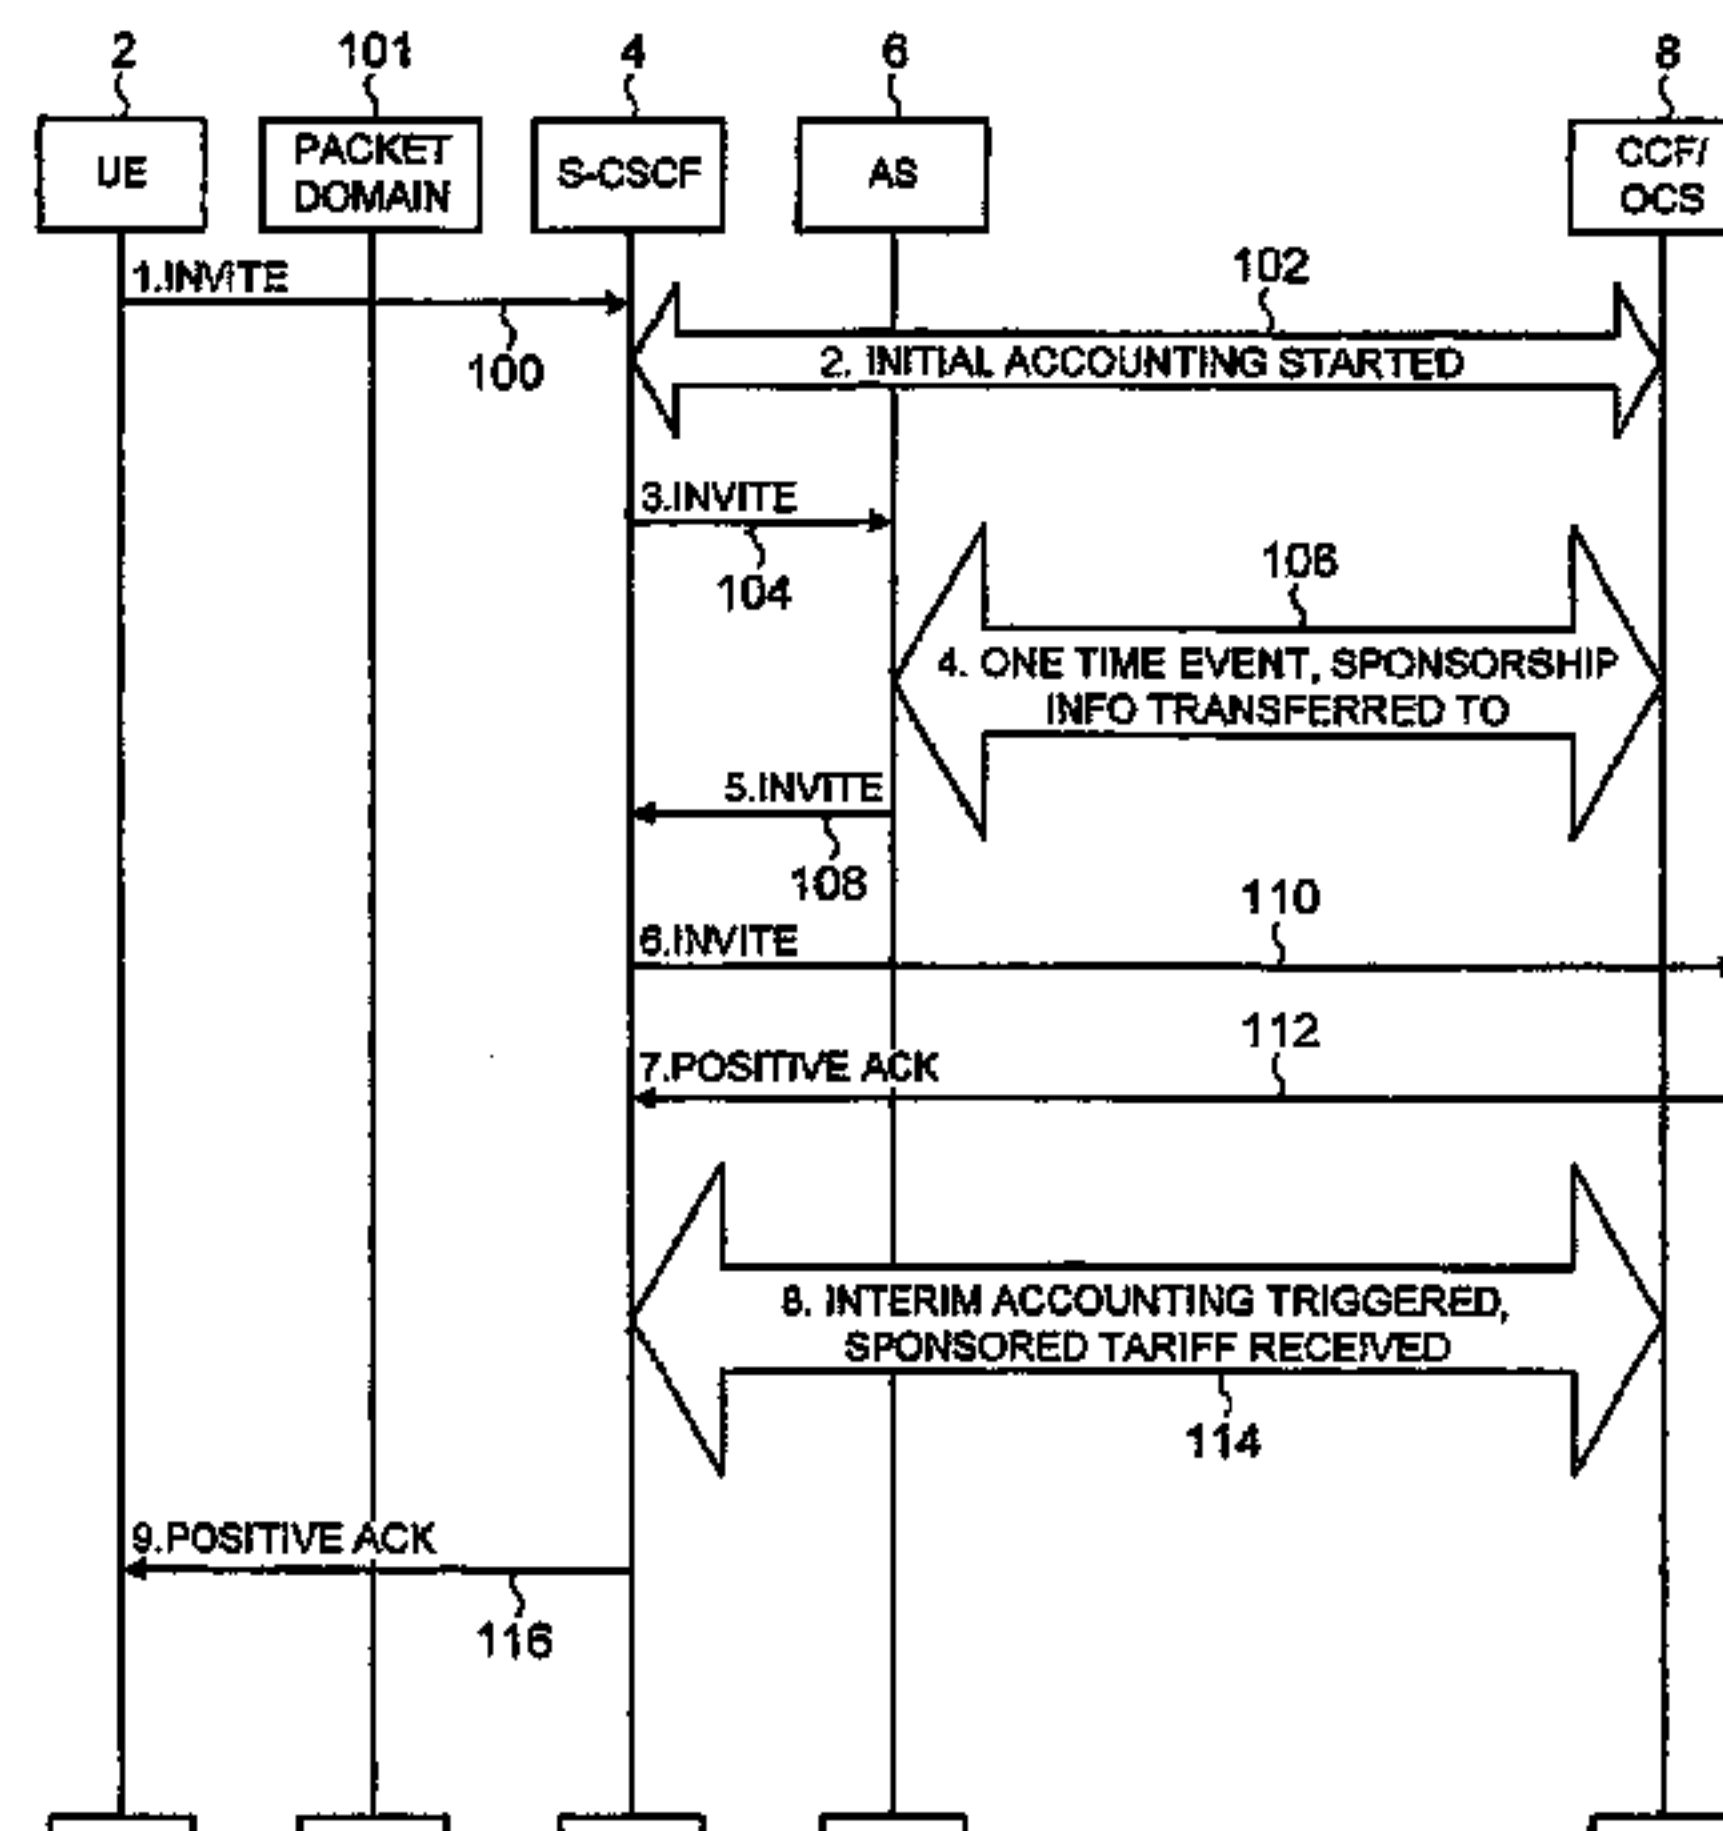 2
101
4
6
8
UE
PACKET
DOMAIN
S-CSCF
AS
CCF/
OCS
1.INVITE
100
102
2. INITIAL ACCOUNTING STARTED
3.INVITE
104
106
4. ONE TIME EVENT, SPONSORSHIP
INFO TRANSFERRED TO
5.INVITE
108
110
6.INVITE
112
7.POSITIVE ACK
8. INTERIM ACCOUNTING TRIGGERED,
SPONSORED TARIFF RECEIVED
114
9.POSITIVE ACK
116